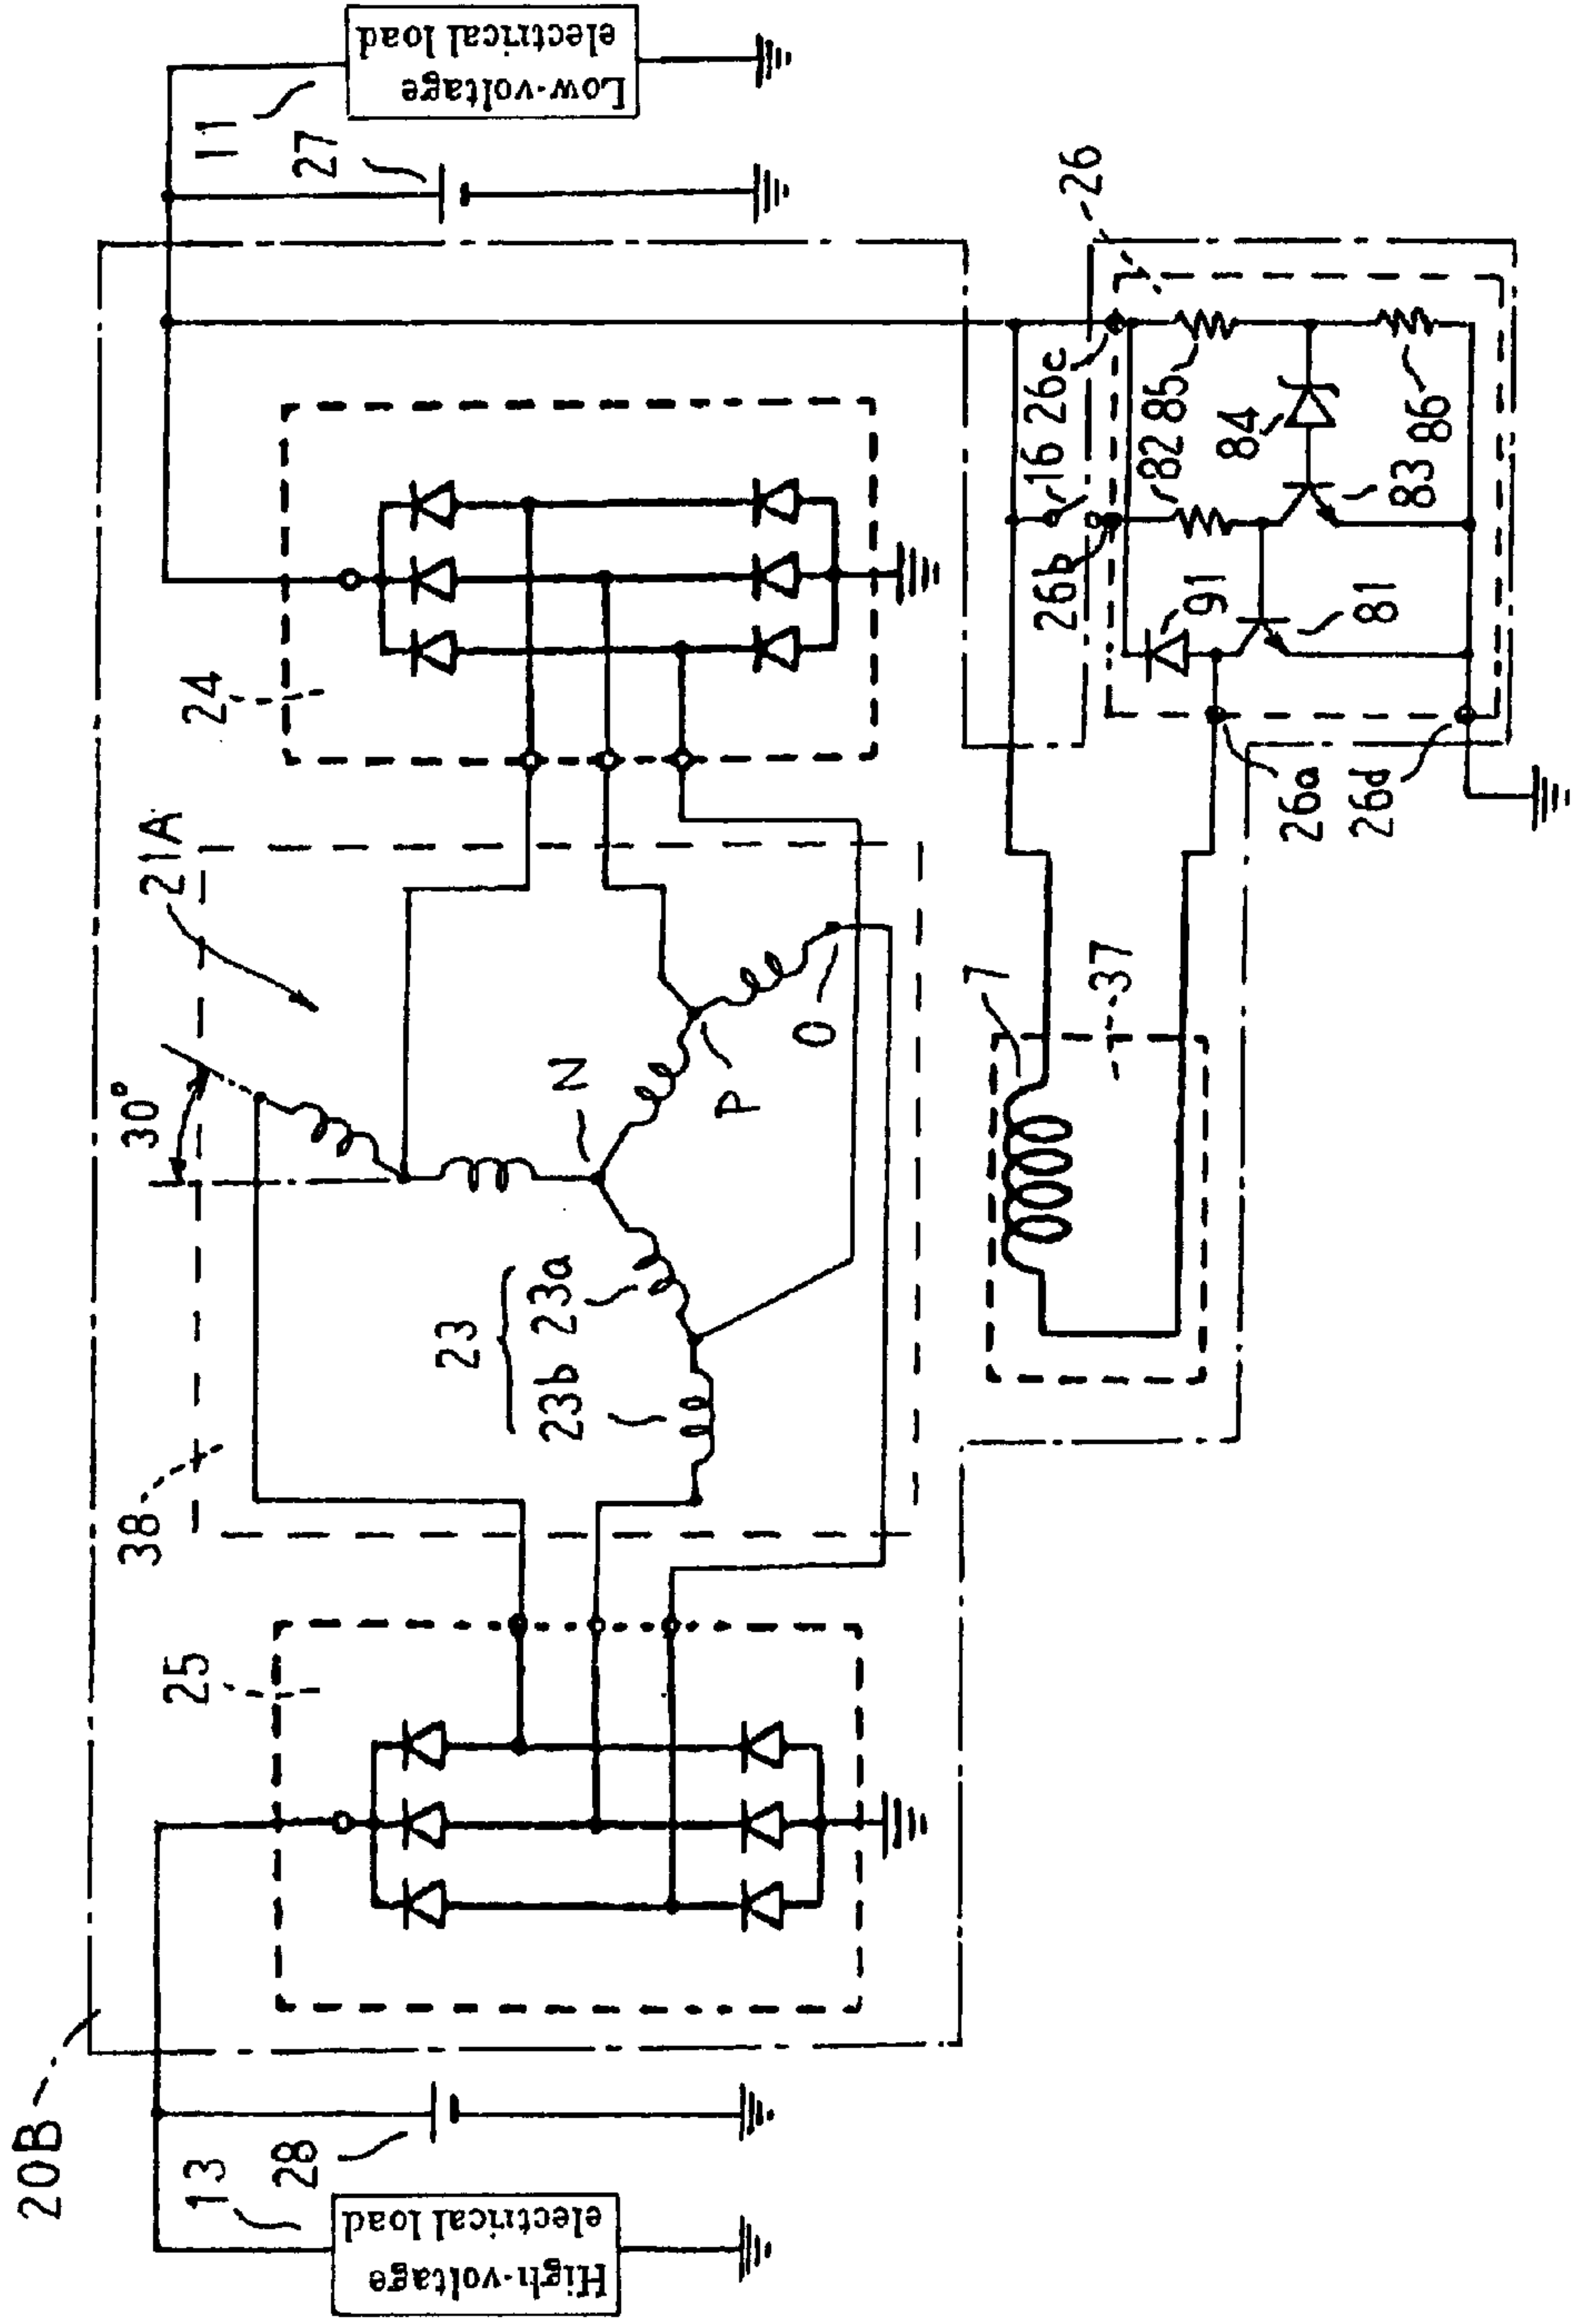 20B
13
High-voltage
electrical load
28
25
38
30°
21A
N
P
O
23
23b 23a
24
11
Low-voltage
electrical load
27
7
37
16
26c
26b
82
85
26
91
84
81
83
86
26a
26d